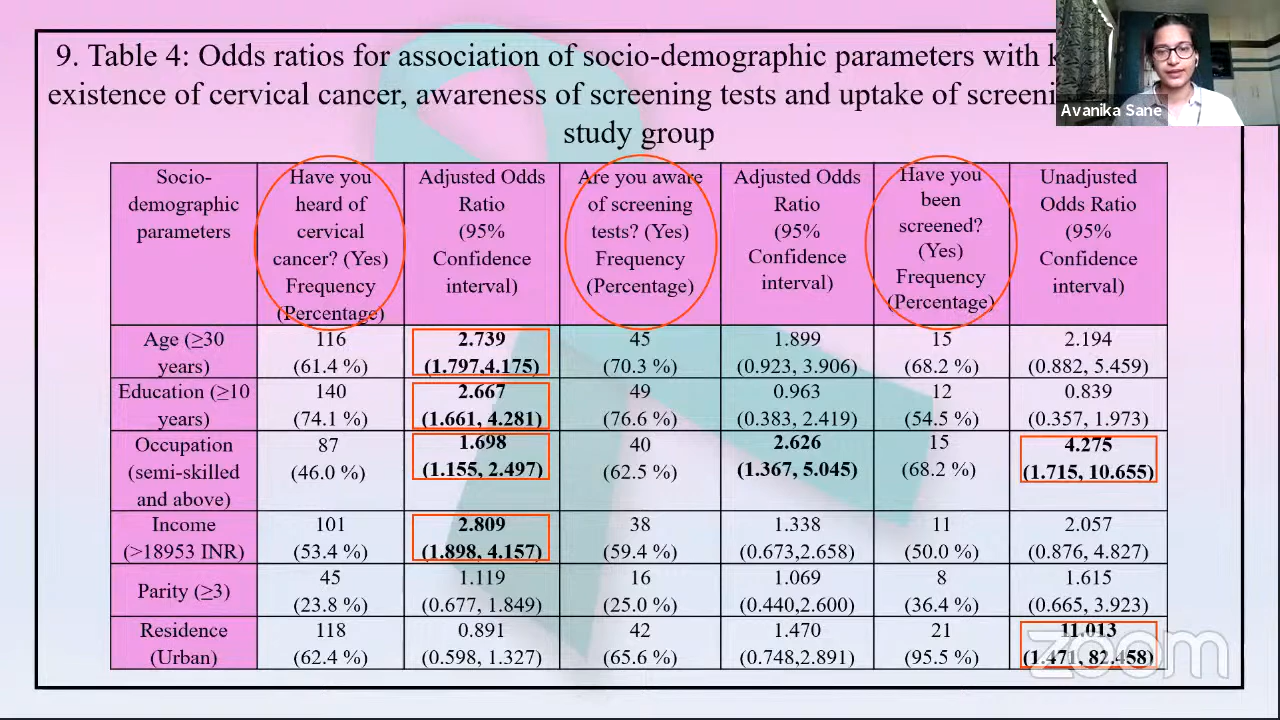 9. Table 4: Odds ratios for association of socio-demographic parameters with
existence of cervical cancer, awareness of screening tests and uptake of
study group
Avanika Sane
Socio-
demographic
parameters
Have you
heard of
cervical
cancer? (Yes)
Frequency
(Percentage)
Adjusted Odds
Ratio
(95%
Confidence
interval)
Are you aware
of screening
tests? (Yes)
Frequency
(Percentage)
Adjusted Odds
Ratio
(95%
Confidence
interval)
Have you
been
screened?
(Yes)
Frequency
(Percentage)
Unadjusted
Odds Ratio
(95%
Confidence
interval)
Age (≥30
years)
116
(61.4 %)
2.739
(1.797,4.175)
45
(70.3 %)
1.899
(0.923, 3.906)
15
(68.2 %)
2.194
(0.882, 5.459)
Education (≥10
years)
140
(74.1 %)
2.667
(1.661, 4.281)
49
(76.6 %)
0.963
(0.383, 2.419)
12
(54.5 %)
0.839
(0.357, 1.973)
Occupation
(semi-skilled
and above)
87
(46.0 %)
1.698
(1.155, 2.497)
40
(62.5 %)
2.626
(1.367, 5.045)
15
(68.2 %)
4.275
(1.715, 10.655)
Income
(>18953 INR)
101
(53.4 %)
2.809
(1.898, 4.157)
38
(59.4 %)
1.338
(0.673,2.658)
11
(50.0 %)
2.057
(0.876, 4.827)
Parity (≥3)
45
(23.8 %)
1.119
(0.677, 1.849)
16
(25.0 %)
1.069
(0.440,2.600)
8
(36.4 %)
1.615
(0.665, 3.923)
Residence
(Urban)
118
(62.4 %)
0.891
(0.598, 1.327)
42
(65.6 %)
1.470
(0.748,2.891)
21
(95.5 %)
11.013
(1.471, 82.458)
zoom